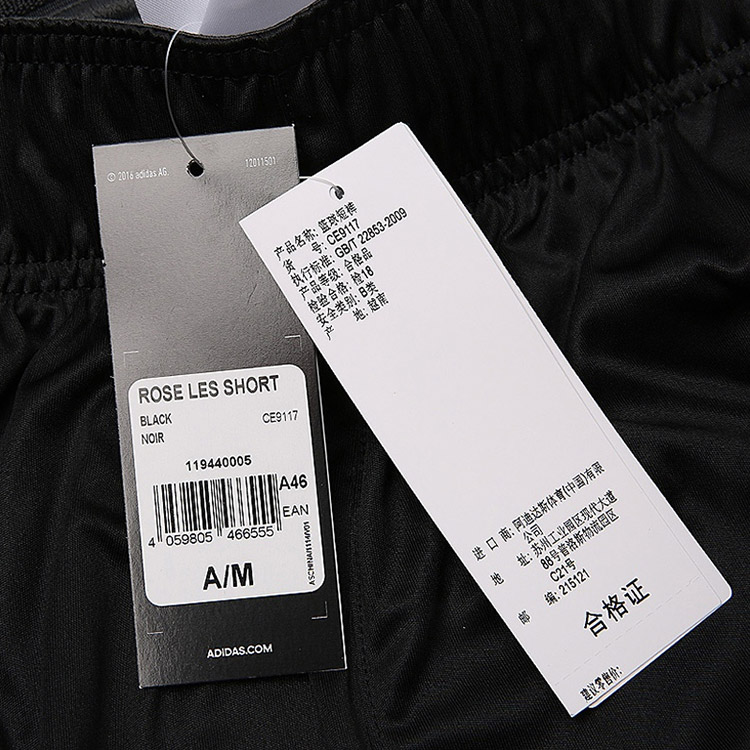 © 2016 adidas AG.
12011501
ROSE LES SHORT
BLACK CE9117
NOIR
119440005
A46
EAN
4 059805 466555
A/M
ADIDAS.COM
产品名称: 篮球短裤
货 号: CE9117
执行标准: GB/T 22853-2009
产品等级: 合格品
检验合格: 检18
安全类别: B类
产 地: 越南
进 口 商: 阿迪达斯体育(中国)有限
公司
地 址: 苏州工业园区现代大道
88号普洛斯物流园区
C21号
邮 编: 215121
合格证
建议零售价: